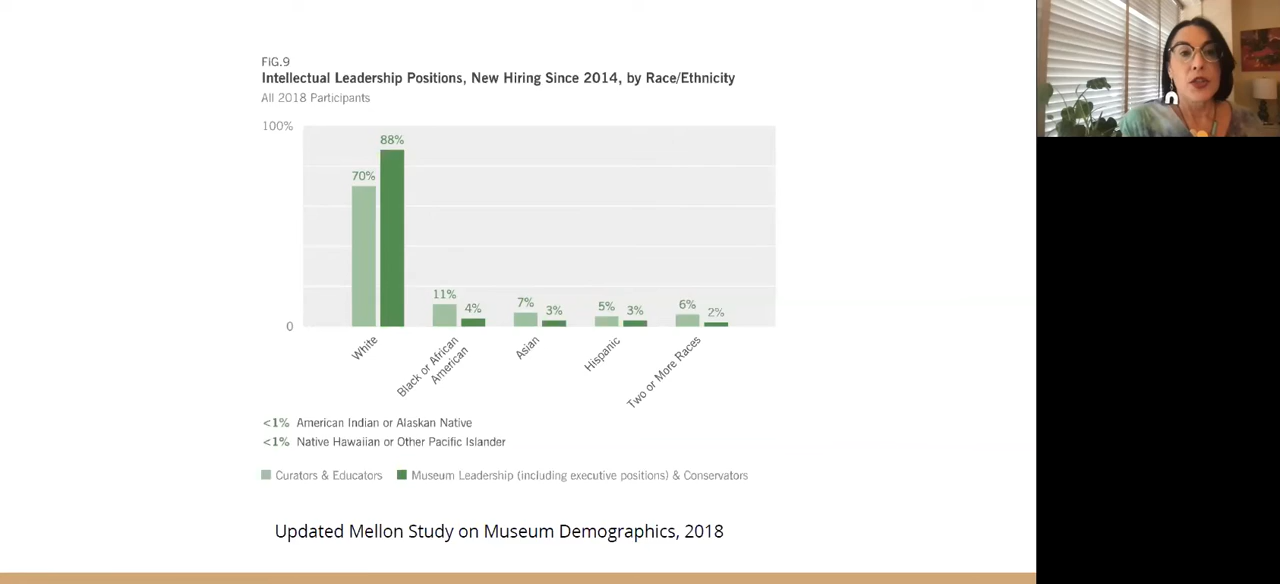 FiG.9
Intellectual Leadership Positions, New Hiring Since 2014, by Race/Ethnicity
All 2018 Participants
100%
88%
70%
11%
4%
7%
3%
5%
3%
6%
2%
0
White
Black or African
American
Asian
Hispanic
Two or More Races
<1% American Indian or Alaskan Native
<1% Native Hawaiian or Other Pacific Islander
Curators & Educators
Museum Leadership (including executive positions) & Conservators
Updated Mellon Study on Museum Demographics, 2018